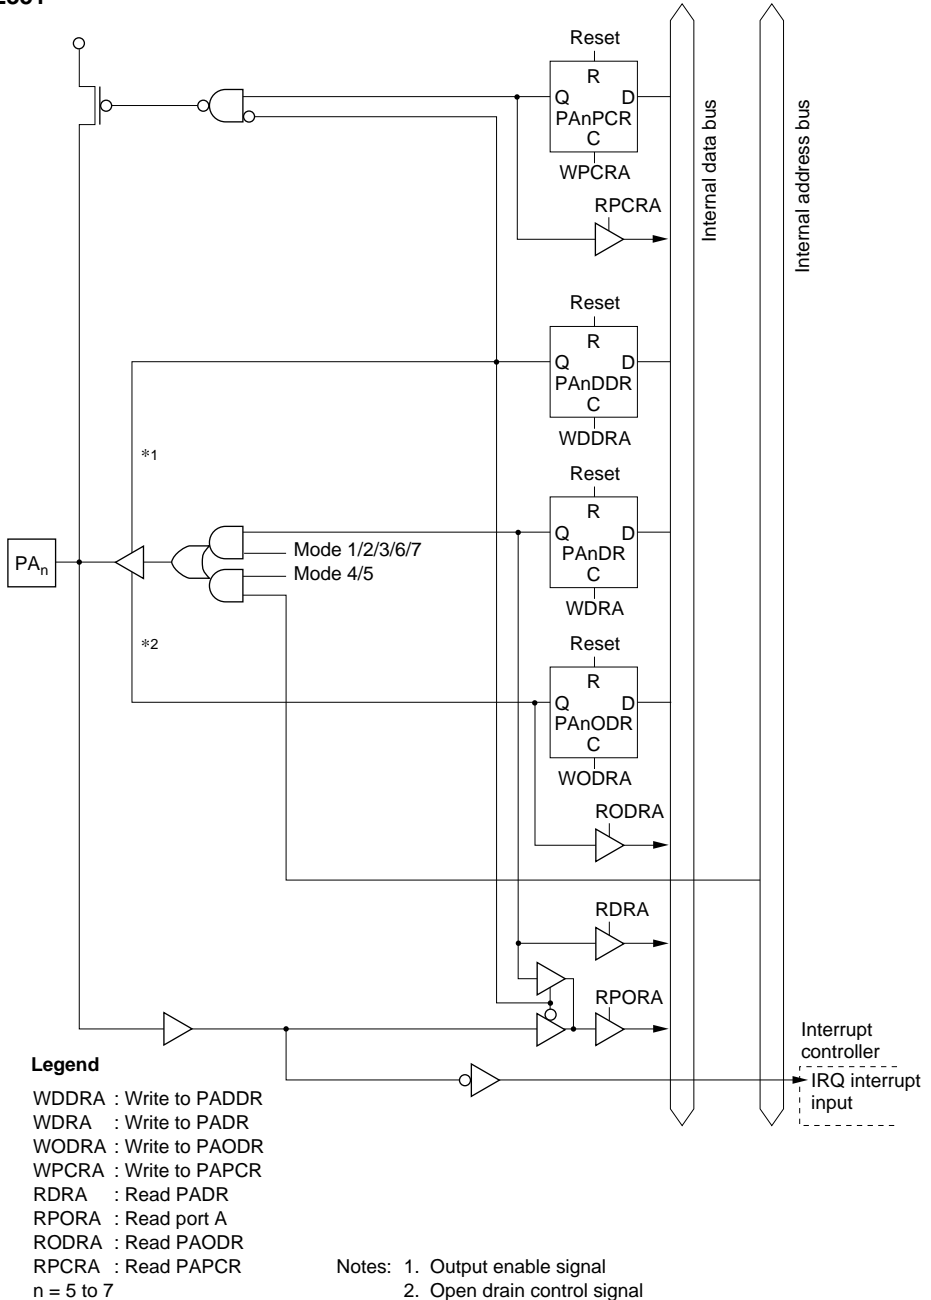 Reset
R
Q D
PAnPCR
C
WPCRA
RPCRA
Internal data bus
Internal address bus
Reset
R
Q D
PAnDDR
C
WDDRA
*1
Reset
R
Q D
PAnDR
C
WDRA
Mode 1/2/3/6/7
Mode 4/5
PAn
*2
Reset
R
Q D
PAnODR
C
WODRA
RODRA
RDRA
RPORA
Interrupt
controller
IRQ interrupt
input
Legend
WDDRA : Write to PADDR
WDRA : Write to PADR
WODRA : Write to PAODR
WPCRA : Write to PAPCR
RDRA : Read PADR
RPORA : Read port A
RODRA : Read PAODR
RPCRA : Read PAPCR
n = 5 to 7
Notes: 1. Output enable signal
2. Open drain control signal